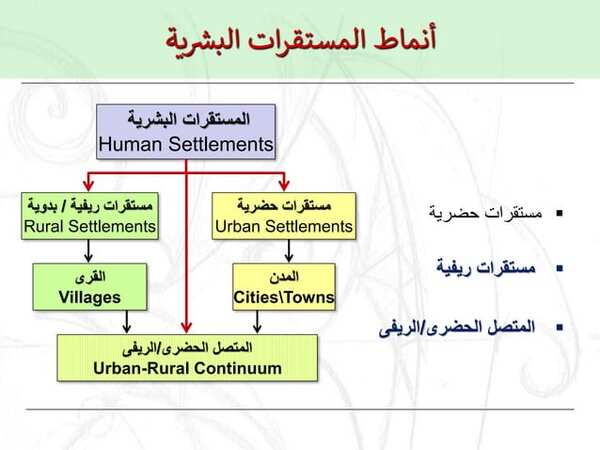 أنماط المستقرات البشرية
المستقرات البشرية
Human Settlements
مستقرات ريفية / بدوية
Rural Settlements
مستقرات حضرية
Urban Settlements
القرى
Villages
المدن
Cities\Towns
المتصل الحضرى/الريفى
Urban-Rural Continuum
▪ مستقرات حضرية
▪ مستقرات ريفية
▪ المتصل الحضرى/الريفى